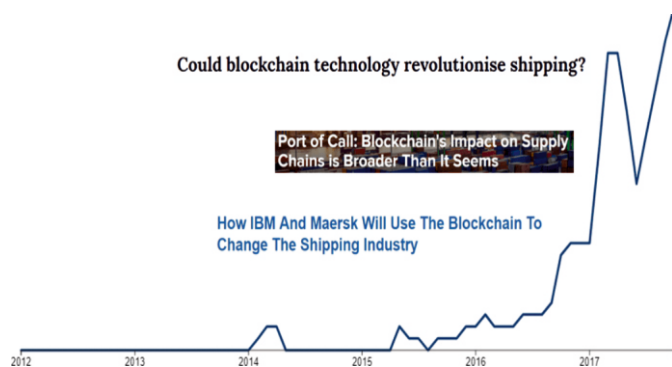 Could blockchain technology revolutionise shipping?
Port of Call: Blockchain's Impact on Supply
Chains is Broader Than It Seems
How IBM And Maersk Will Use The Blockchain To
Change The Shipping Industry
2012 2013 2014 2015 2016 2017